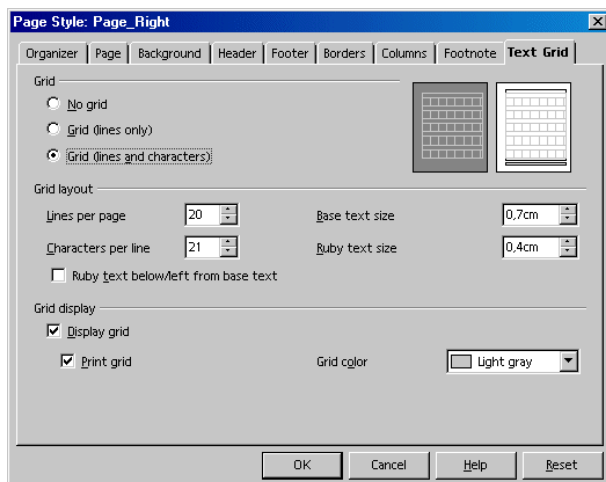 Page Style: Page_Right
Organizer Page Background Header Footer Borders Columns Footnote Text Grid
Grid
No grid
Grid (lines only)
Grid (lines and characters)
Grid layout
Lines per page 20 Base text size 0,7cm
Characters per line 21 Ruby text size 0,4cm
Ruby text below/left from base text
Grid display
Display grid
Print grid Grid color Light gray
OK Cancel Help Reset